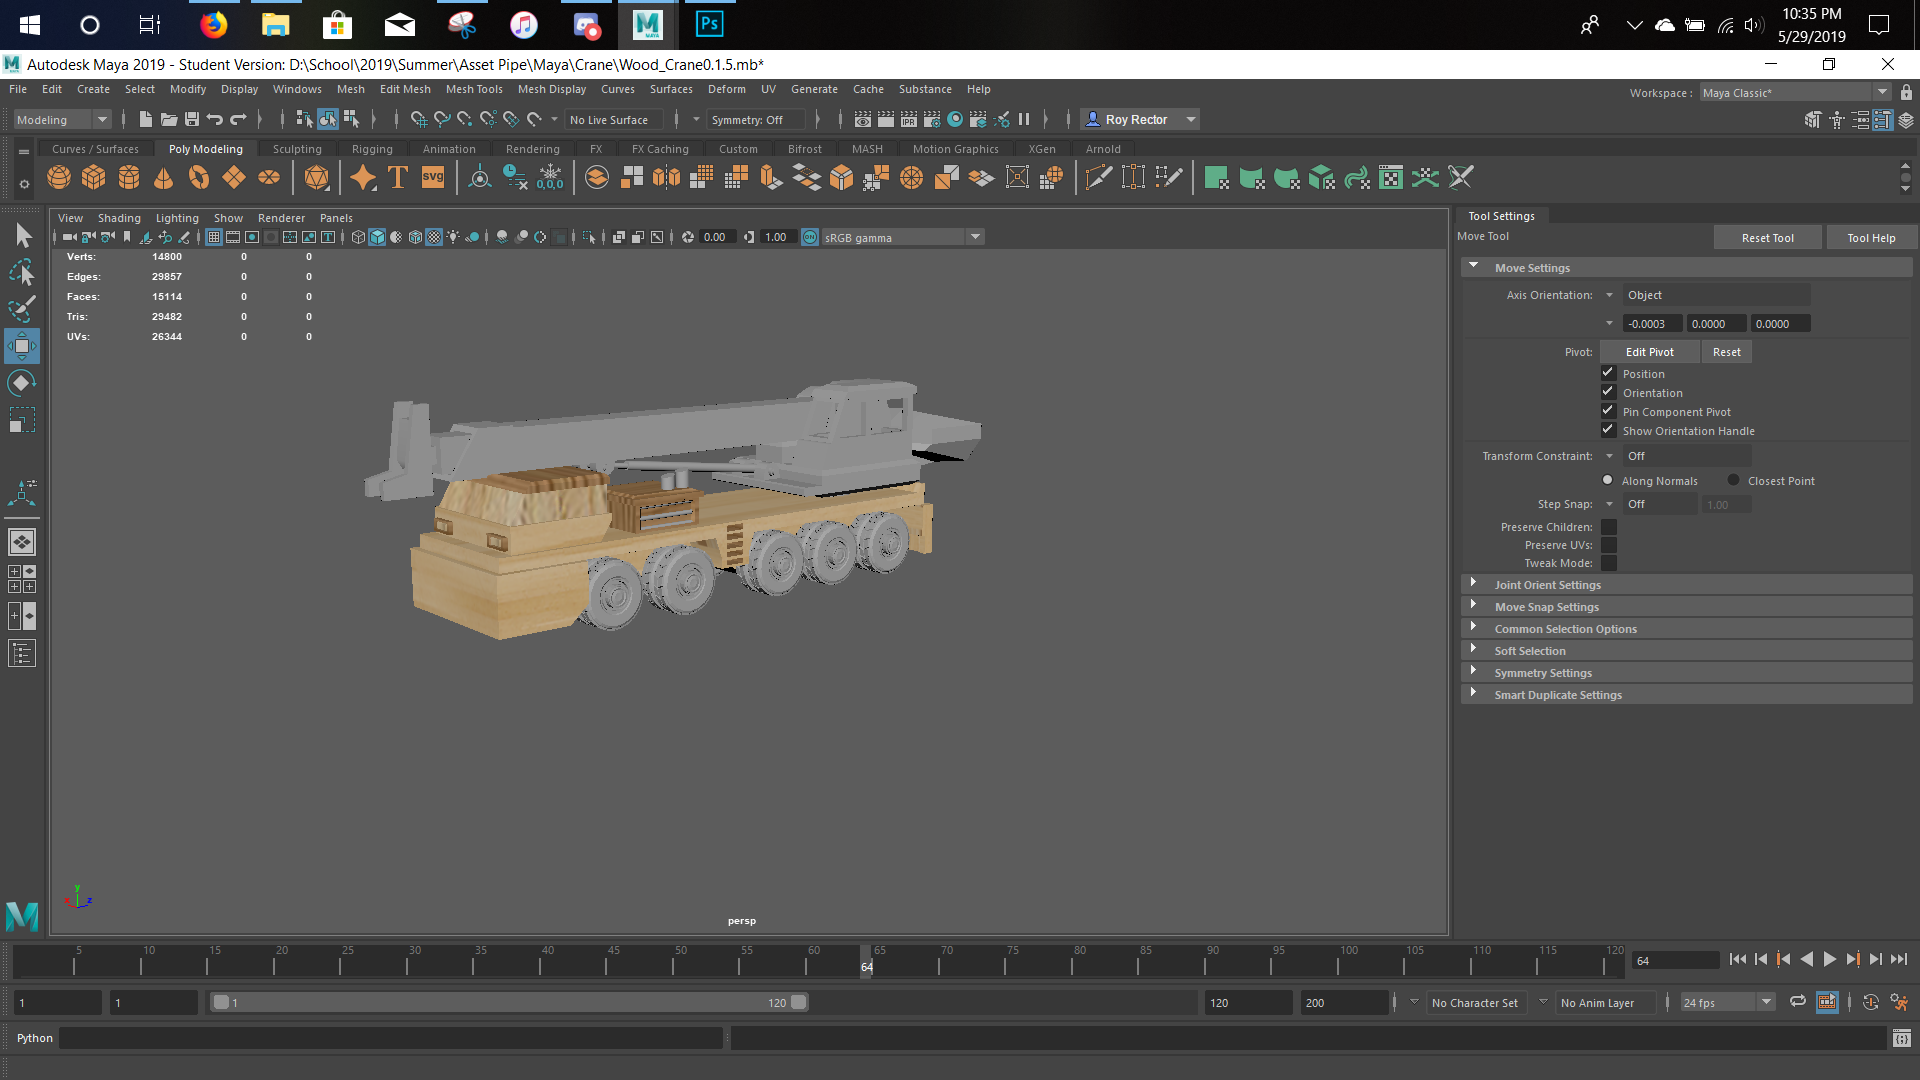 Ps
10:35 PM
5/29/2019
Autodesk Maya 2019 - Student Version: D:\School\2019\Summer\Asset Pipe\Maya\Crane\Wood_Crane0.1.5.mb*
File Edit Create Select Modify Display Windows Mesh Edit Mesh Mesh Tools Mesh Display Curves Surfaces Deform UV Generate Cache Substance Help
Workspace : Maya Classic*
Modeling No Live Surface Symmetry: Off Roy Rector
Curves / Surfaces Poly Modeling Sculpting Rigging Animation Rendering FX FX Caching Custom Bifrost MASH Motion Graphics XGen Arnold
View Shading Lighting Show Renderer Panels
0.00 1.00 sRGB gamma
Verts: 14800 0 0
Edges: 29857 0 0
Faces: 15114 0 0
Tris: 29482 0 0
UVs: 26344 0 0
persp
Tool Settings
Move Tool Reset Tool Tool Help
Move Settings
Axis Orientation: Object
-0.0003 0.0000 0.0000
Pivot: Edit Pivot Reset
Position
Orientation
Pin Component Pivot
Show Orientation Handle
Transform Constraint: Off
Along Normals Closest Point
Step Snap: Off 1.00
Preserve Children:
Preserve UVs:
Tweak Mode:
Joint Orient Settings
Move Snap Settings
Common Selection Options
Soft Selection
Symmetry Settings
Smart Duplicate Settings
5 10 15 20 25 30 35 40 45 50 55 60 65 70 75 80 85 90 95 100 105 110 115 120
64 64
1 1 1 120 120 200 No Character Set No Anim Layer 24 fps
Python